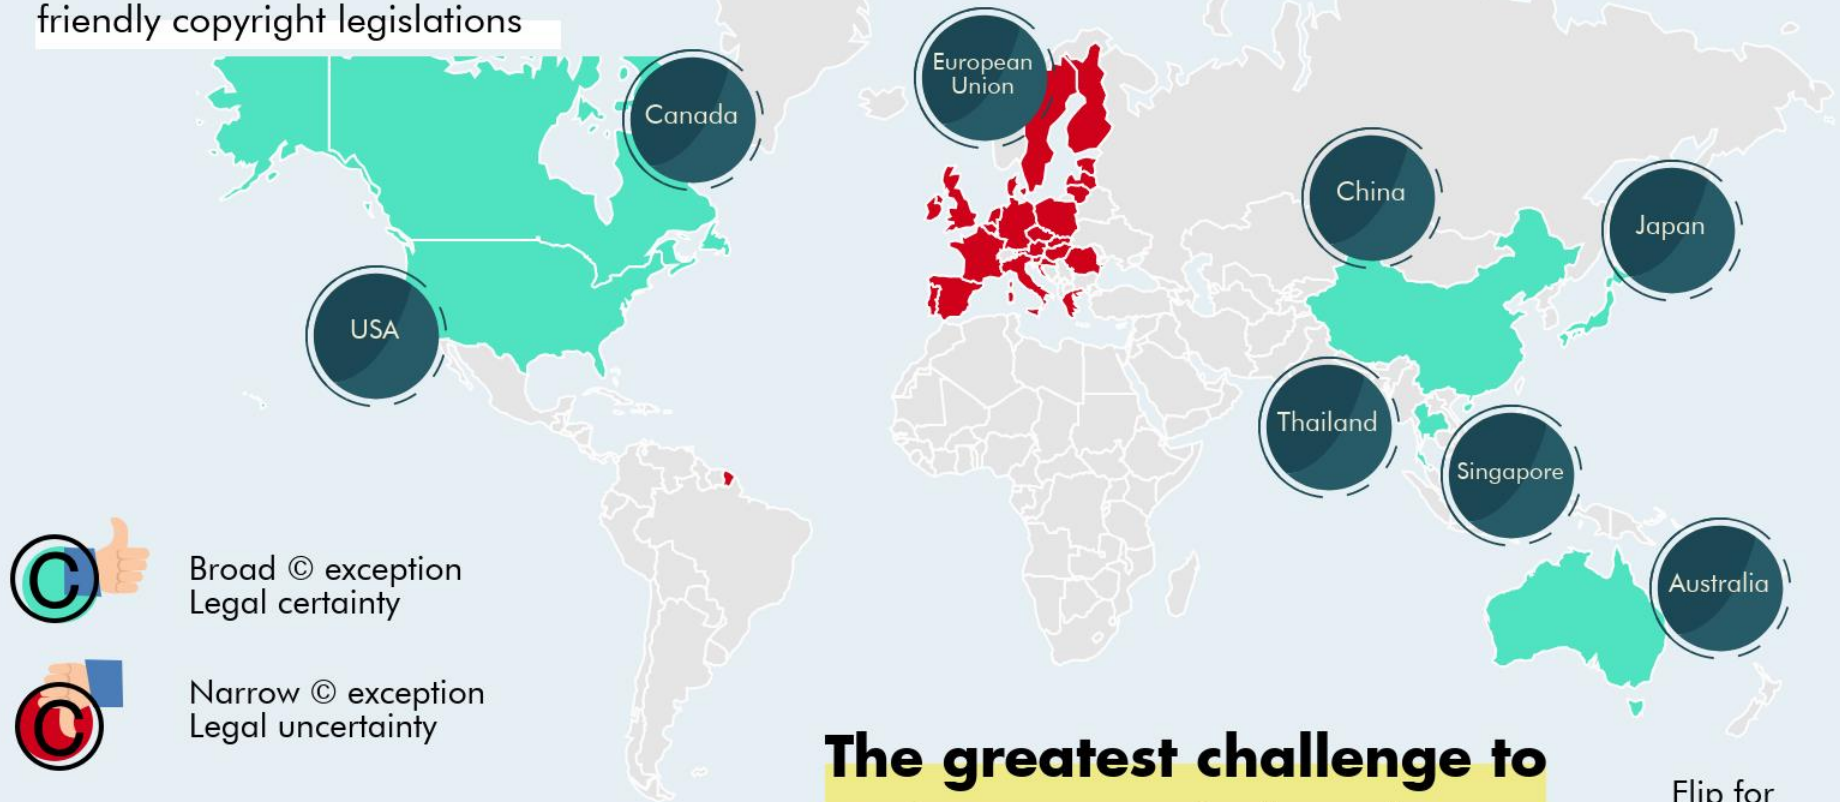 friendly copyright legislations
European
Union
Canada
China
Japan
USA
Thailand
Singapore
Australia
C
Broad © exception
Legal certainty
C
Narrow © exception
Legal uncertainty
The greatest challenge to
Flip for